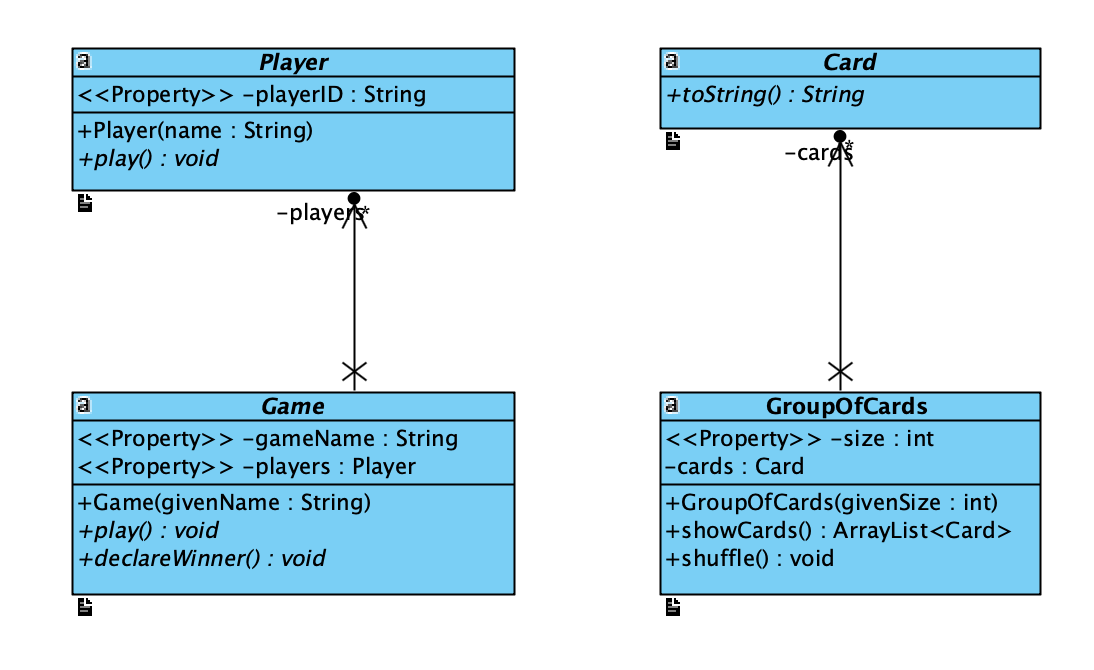 Player
<<Property>> -playerID : String
+Player(name : String)
+play() : void
-players
*
Game
<<Property>> -gameName : String
<<Property>> -players : Player
+Game(givenName : String)
+play() : void
+declareWinner() : void
Card
+toString() : String
-cards
*
GroupOfCards
<<Property>> -size : int
-cards : Card
+GroupOfCards(givenSize : int)
+showCards() : ArrayList<Card>
+shuffle() : void
a
a
a
a